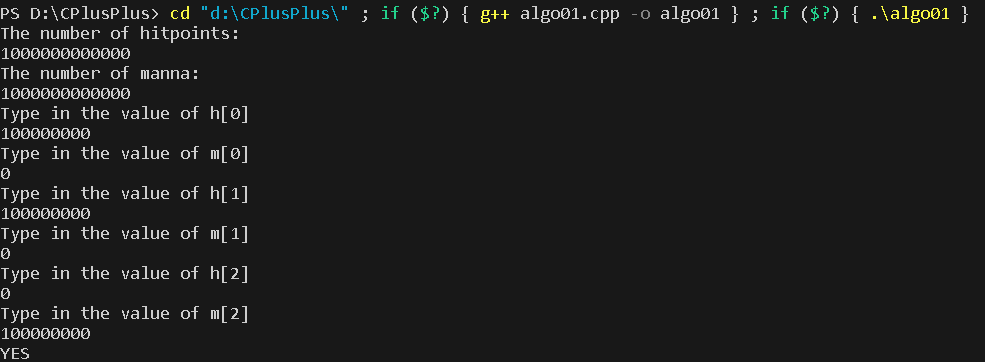 PS D:\CPlusPlus> cd "d:\CPlusPlus\" ; if ($?) { g++ algo01.cpp -o algo01 } ; if ($?) { .\algo01 }
The number of hitpoints:
1000000000000
The number of manna:
1000000000000
Type in the value of h[0]
100000000
Type in the value of m[0]
0
Type in the value of h[1]
100000000
Type in the value of m[1]
0
Type in the value of h[2]
0
Type in the value of m[2]
100000000
YES